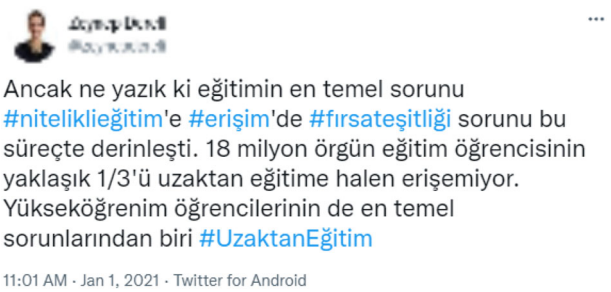 Ancak ne yazık ki eğitimin en temel sorunu
#nitelikliğitim'e #erişim'de #fırsateşitliği sorunu bu
süreçte derinleşti. 18 milyon örgün eğitim öğrencisinin
yaklaşık 1/3'ü uzaktan eğitime halen erişemiyor.
Yükseköğrenim öğrencilerinin de en temel
sorunlarından biri #UzaktanEğitim
11:01 AM · Jan 1, 2021 · Twitter for Android